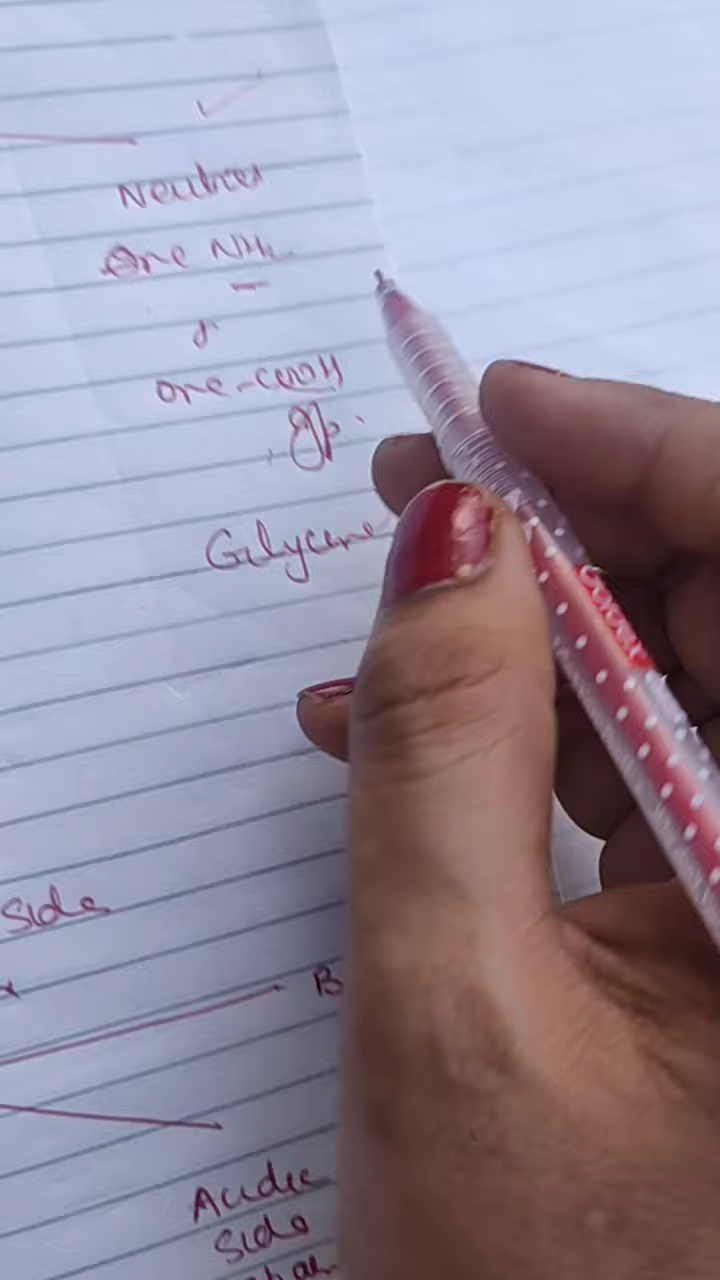 Neutral
One NH2
&
one-COOH
gp.
Glycine
Side
B
Acidic
Side